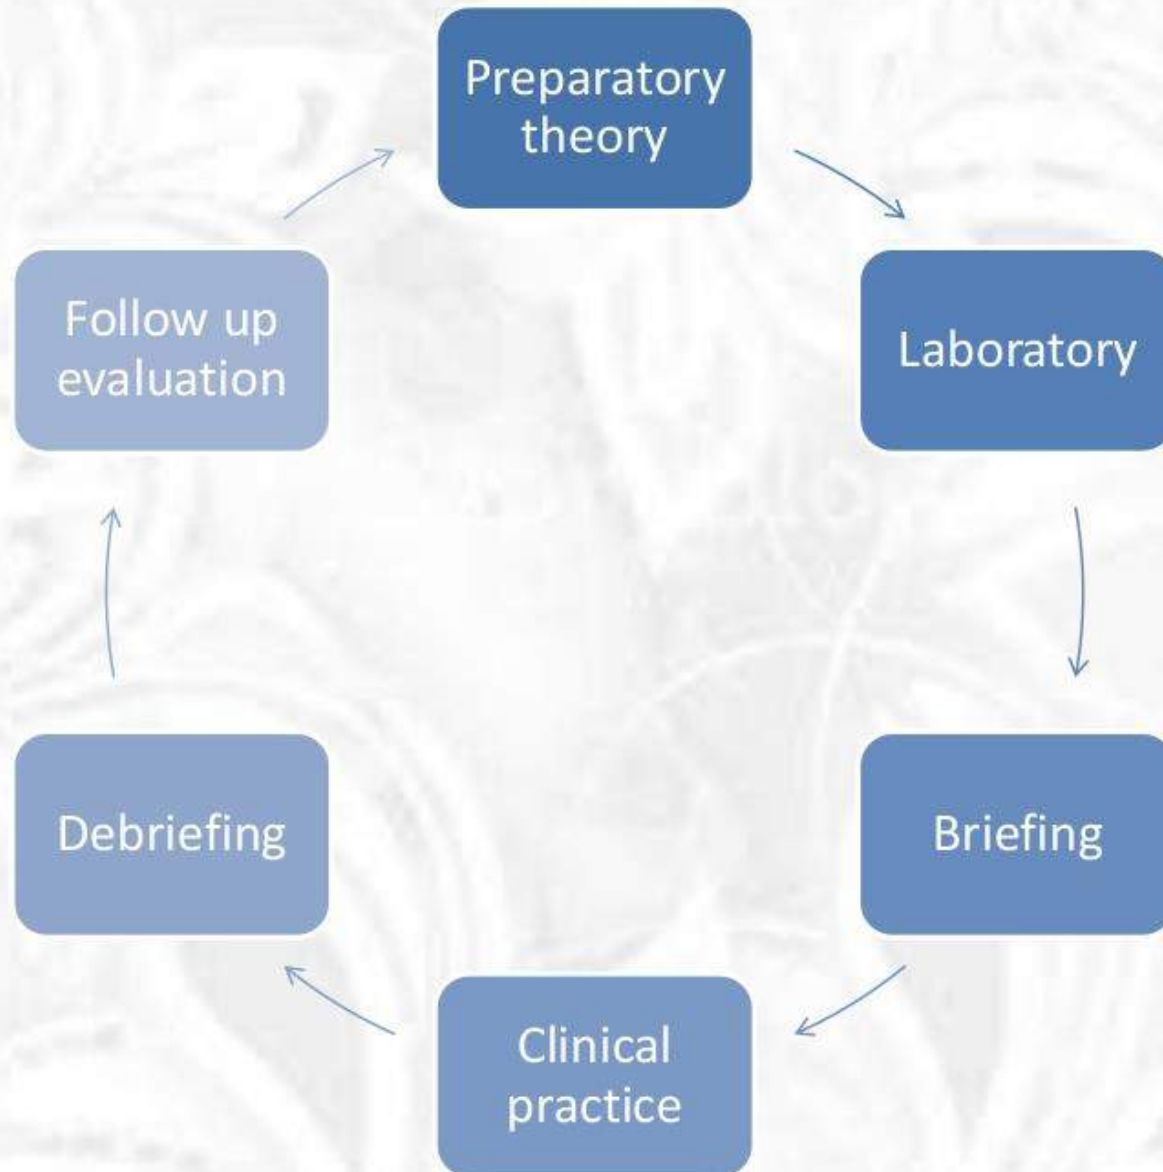 Preparatory
theory
Laboratory
Briefing
Clinical
practice
Debriefing
Follow up
evaluation